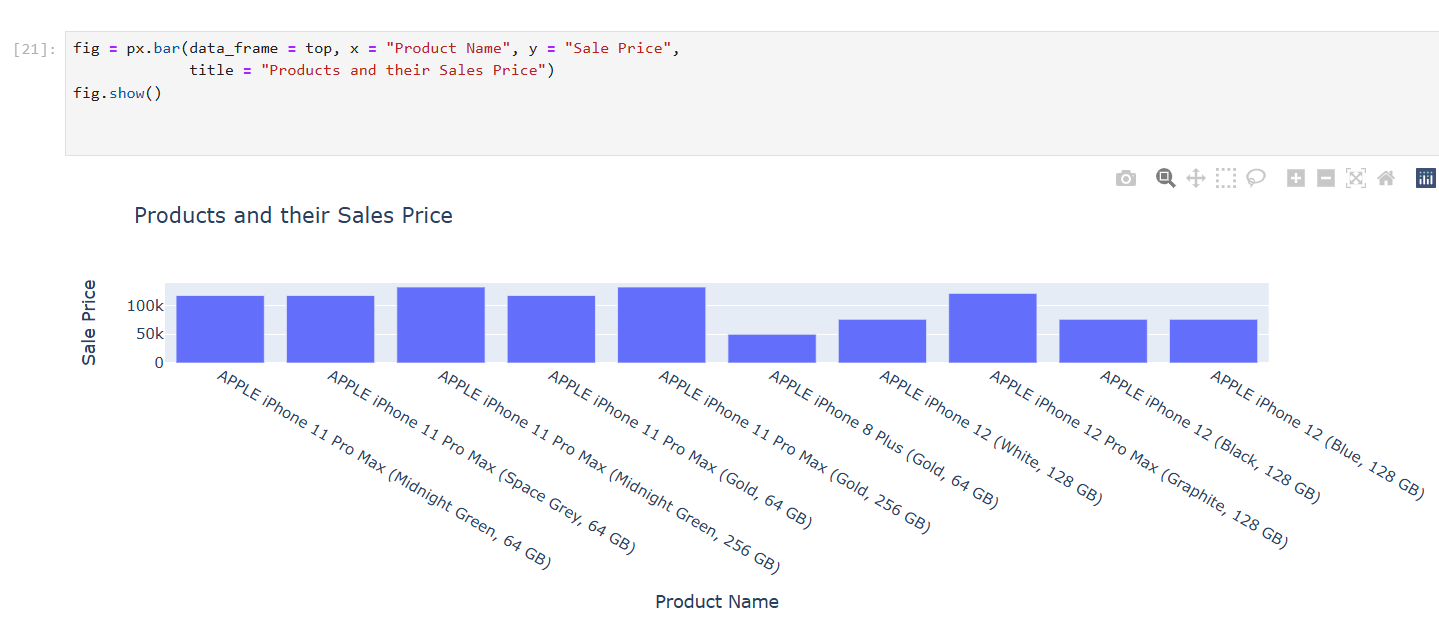 [21]: fig = px.bar(data_frame = top, x = "Product Name", y = "Sale Price",
title = "Products and their Sales Price")
fig.show()
Products and their Sales Price
Sale Price
100k
50k
0
APPLE iPhone 11 Pro Max (Midnight Green, 64 GB)
APPLE iPhone 11 Pro Max (Space Grey, 64 GB)
APPLE iPhone 11 Pro Max (Midnight Green, 256 GB)
APPLE iPhone 11 Pro Max (Gold, 64 GB)
APPLE iPhone 11 Pro Max (Gold, 256 GB)
APPLE iPhone 8 Plus (Gold, 64 GB)
APPLE iPhone 12 (White, 128 GB)
APPLE iPhone 12 Pro Max (Graphite, 128 GB)
APPLE iPhone 12 (Black, 128 GB)
APPLE iPhone 12 (Blue, 128 GB)
Product Name